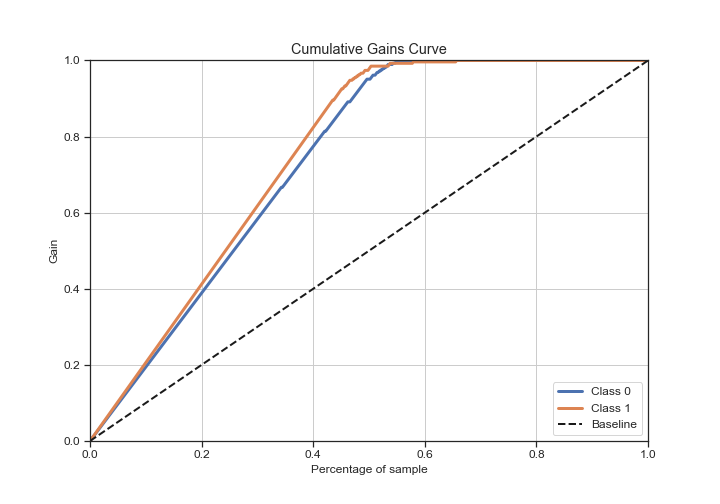 Cumulative Gains Curve
1.0
0.8
0.6
0.4
0.2
0.0
Gain
0.0 0.2 0.4 0.6 0.8 1.0
Percentage of sample
Class 0
Class 1
Baseline